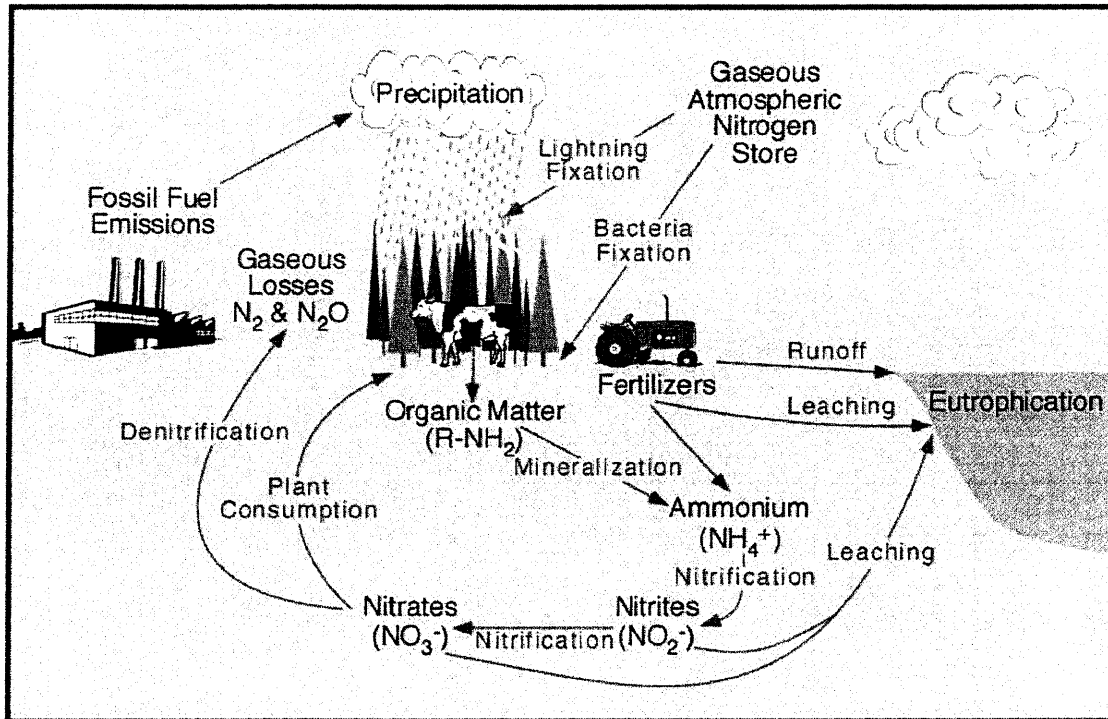 Precipitation
Gaseous
Atmospheric
Nitrogen
Store
Lightning
Fixation
Fossil Fuel
Emissions
Bacteria
Fixation
Gaseous
Losses
N₂ & N₂O
Fertilizers
Runoff
Leaching
Eutrophication
Organic Matter
(R-NH₂)
Denitrification
Mineralization
Plant
Consumption
Ammonium
(NH₄⁺)
Leaching
Nitrification
Nitrates
(NO₃⁻)
Nitrification
Nitrites
(NO₂⁻)